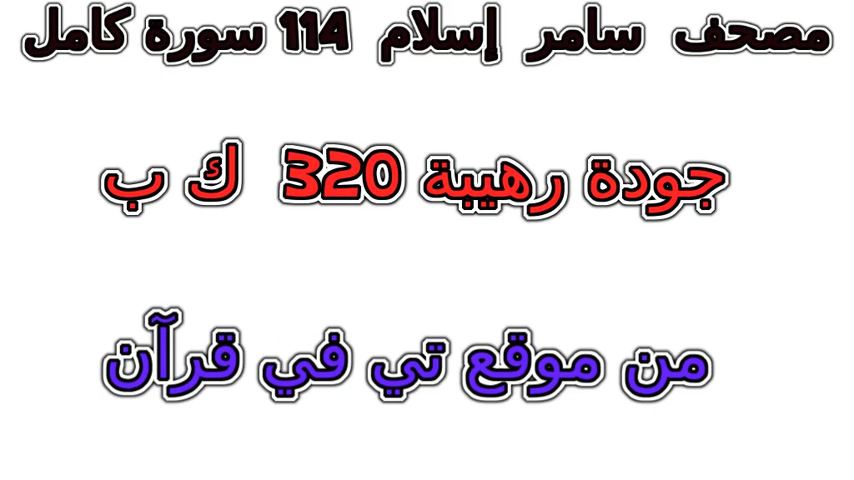 مصحف سامر إسلام 114 سورة كامل
جودة رهيبة 320 ك ب
من موقع تي في قرآن